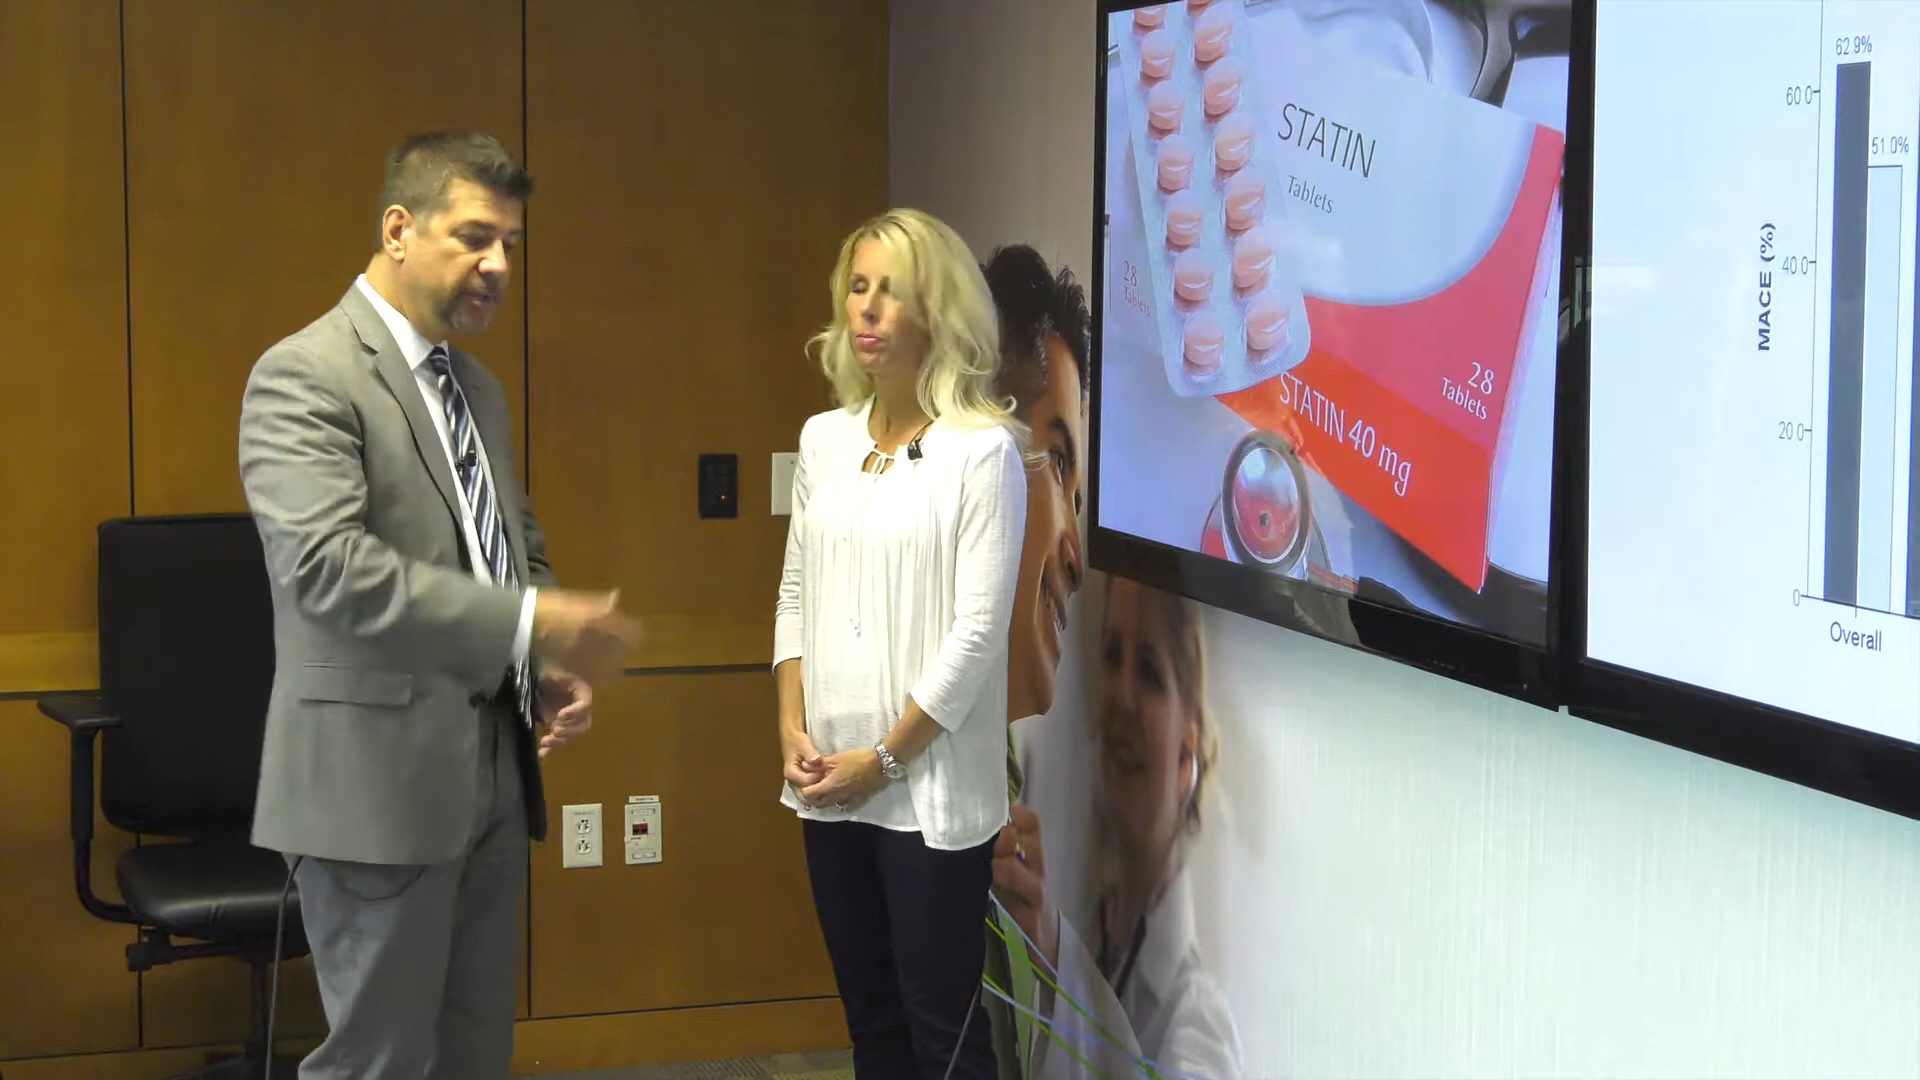 STATIN
Tablets
28
Tablets
28
Tablets
STATIN 40 mg
62.9%
60.0
51.0%
MACE (%)
40.0
20.0
0
Overall